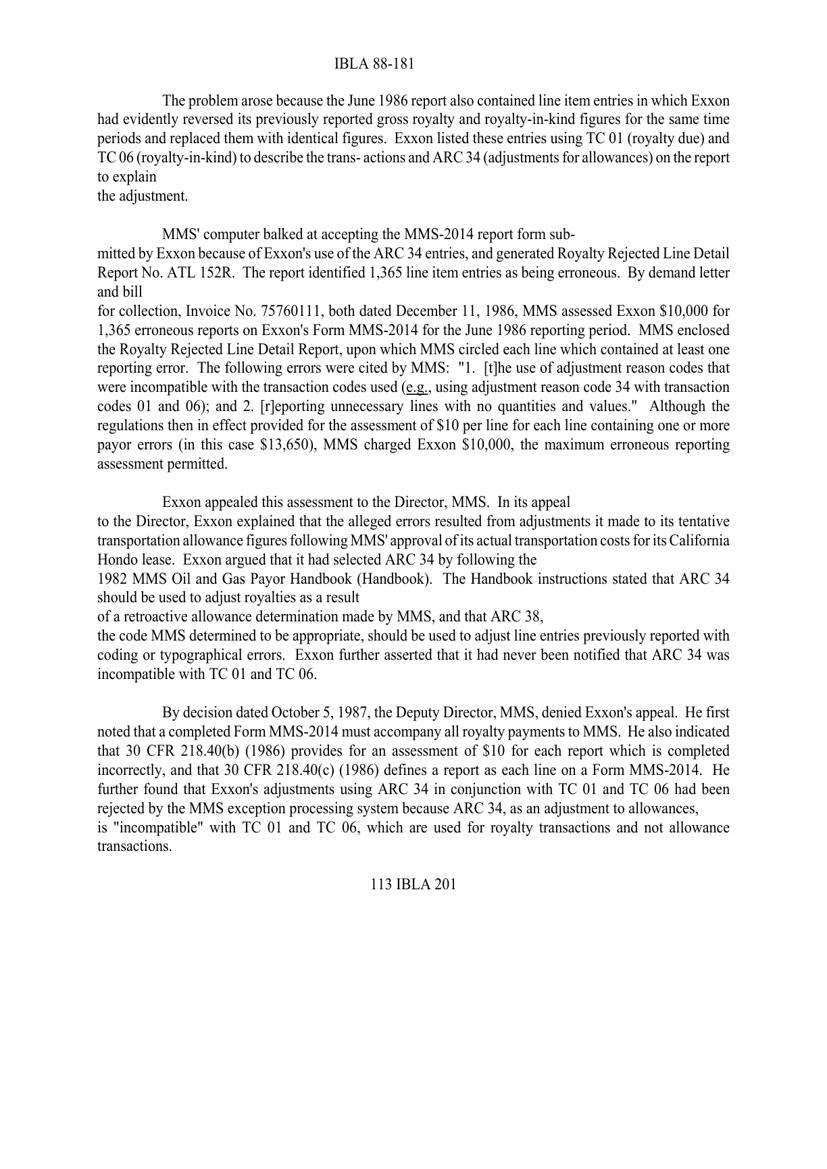 IBLA 88-181
The problem arose because the June 1986 report also contained line item entries in which Exxon
had evidently reversed its previously reported gross royalty and royalty-in-kind figures for the same time
periods and replaced them with identical figures. Exxon listed these entries using TC 01 (royalty due) and
TC 06 (royalty-in-kind) to describe the trans- actions and ARC 34 (adjustments for allowances) on the report
to explain
the adjustment.
MMS' computer balked at accepting the MMS-2014 report form sub-
mitted by Exxon because of Exxon's use of the ARC 34 entries, and generated Royalty Rejected Line Detail
Report No. ATL 152R. The report identified 1,365 line item entries as being erroneous. By demand letter
and bill
for collection, Invoice No. 75760111, both dated December 11, 1986, MMS assessed Exxon $10,000 for
1,365 erroneous reports on Exxon's Form MMS-2014 for the June 1986 reporting period. MMS enclosed
the Royalty Rejected Line Detail Report, upon which MMS circled each line which contained at least one
reporting error. The following errors were cited by MMS: "1. [t]he use of adjustment reason codes that
were incompatible with the transaction codes used (e.g., using adjustment reason code 34 with transaction
codes 01 and 06); and 2. [r]eporting unnecessary lines with no quantities and values." Although the
regulations then in effect provided for the assessment of $10 per line for each line containing one or more
payor errors (in this case $13,650), MMS charged Exxon $10,000, the maximum erroneous reporting
assessment permitted.
Exxon appealed this assessment to the Director, MMS. In its appeal
to the Director, Exxon explained that the alleged errors resulted from adjustments it made to its tentative
transportation allowance figures following MMS' approval of its actual transportation costs for its California
Hondo lease. Exxon argued that it had selected ARC 34 by following the
1982 MMS Oil and Gas Payor Handbook (Handbook). The Handbook instructions stated that ARC 34
should be used to adjust royalties as a result
of a retroactive allowance determination made by MMS, and that ARC 38,
the code MMS determined to be appropriate, should be used to adjust line entries previously reported with
coding or typographical errors. Exxon further asserted that it had never been notified that ARC 34 was
incompatible with TC 01 and TC 06.
By decision dated October 5, 1987, the Deputy Director, MMS, denied Exxon's appeal. He first
noted that a completed Form MMS-2014 must accompany all royalty payments to MMS. He also indicated
that 30 CFR 218.40(b) (1986) provides for an assessment of $10 for each report which is completed
incorrectly, and that 30 CFR 218.40(c) (1986) defines a report as each line on a Form MMS-2014. He
further found that Exxon's adjustments using ARC 34 in conjunction with TC 01 and TC 06 had been
rejected by the MMS exception processing system because ARC 34, as an adjustment to allowances,
is "incompatible" with TC 01 and TC 06, which are used for royalty transactions and not allowance
transactions.
113 IBLA 201